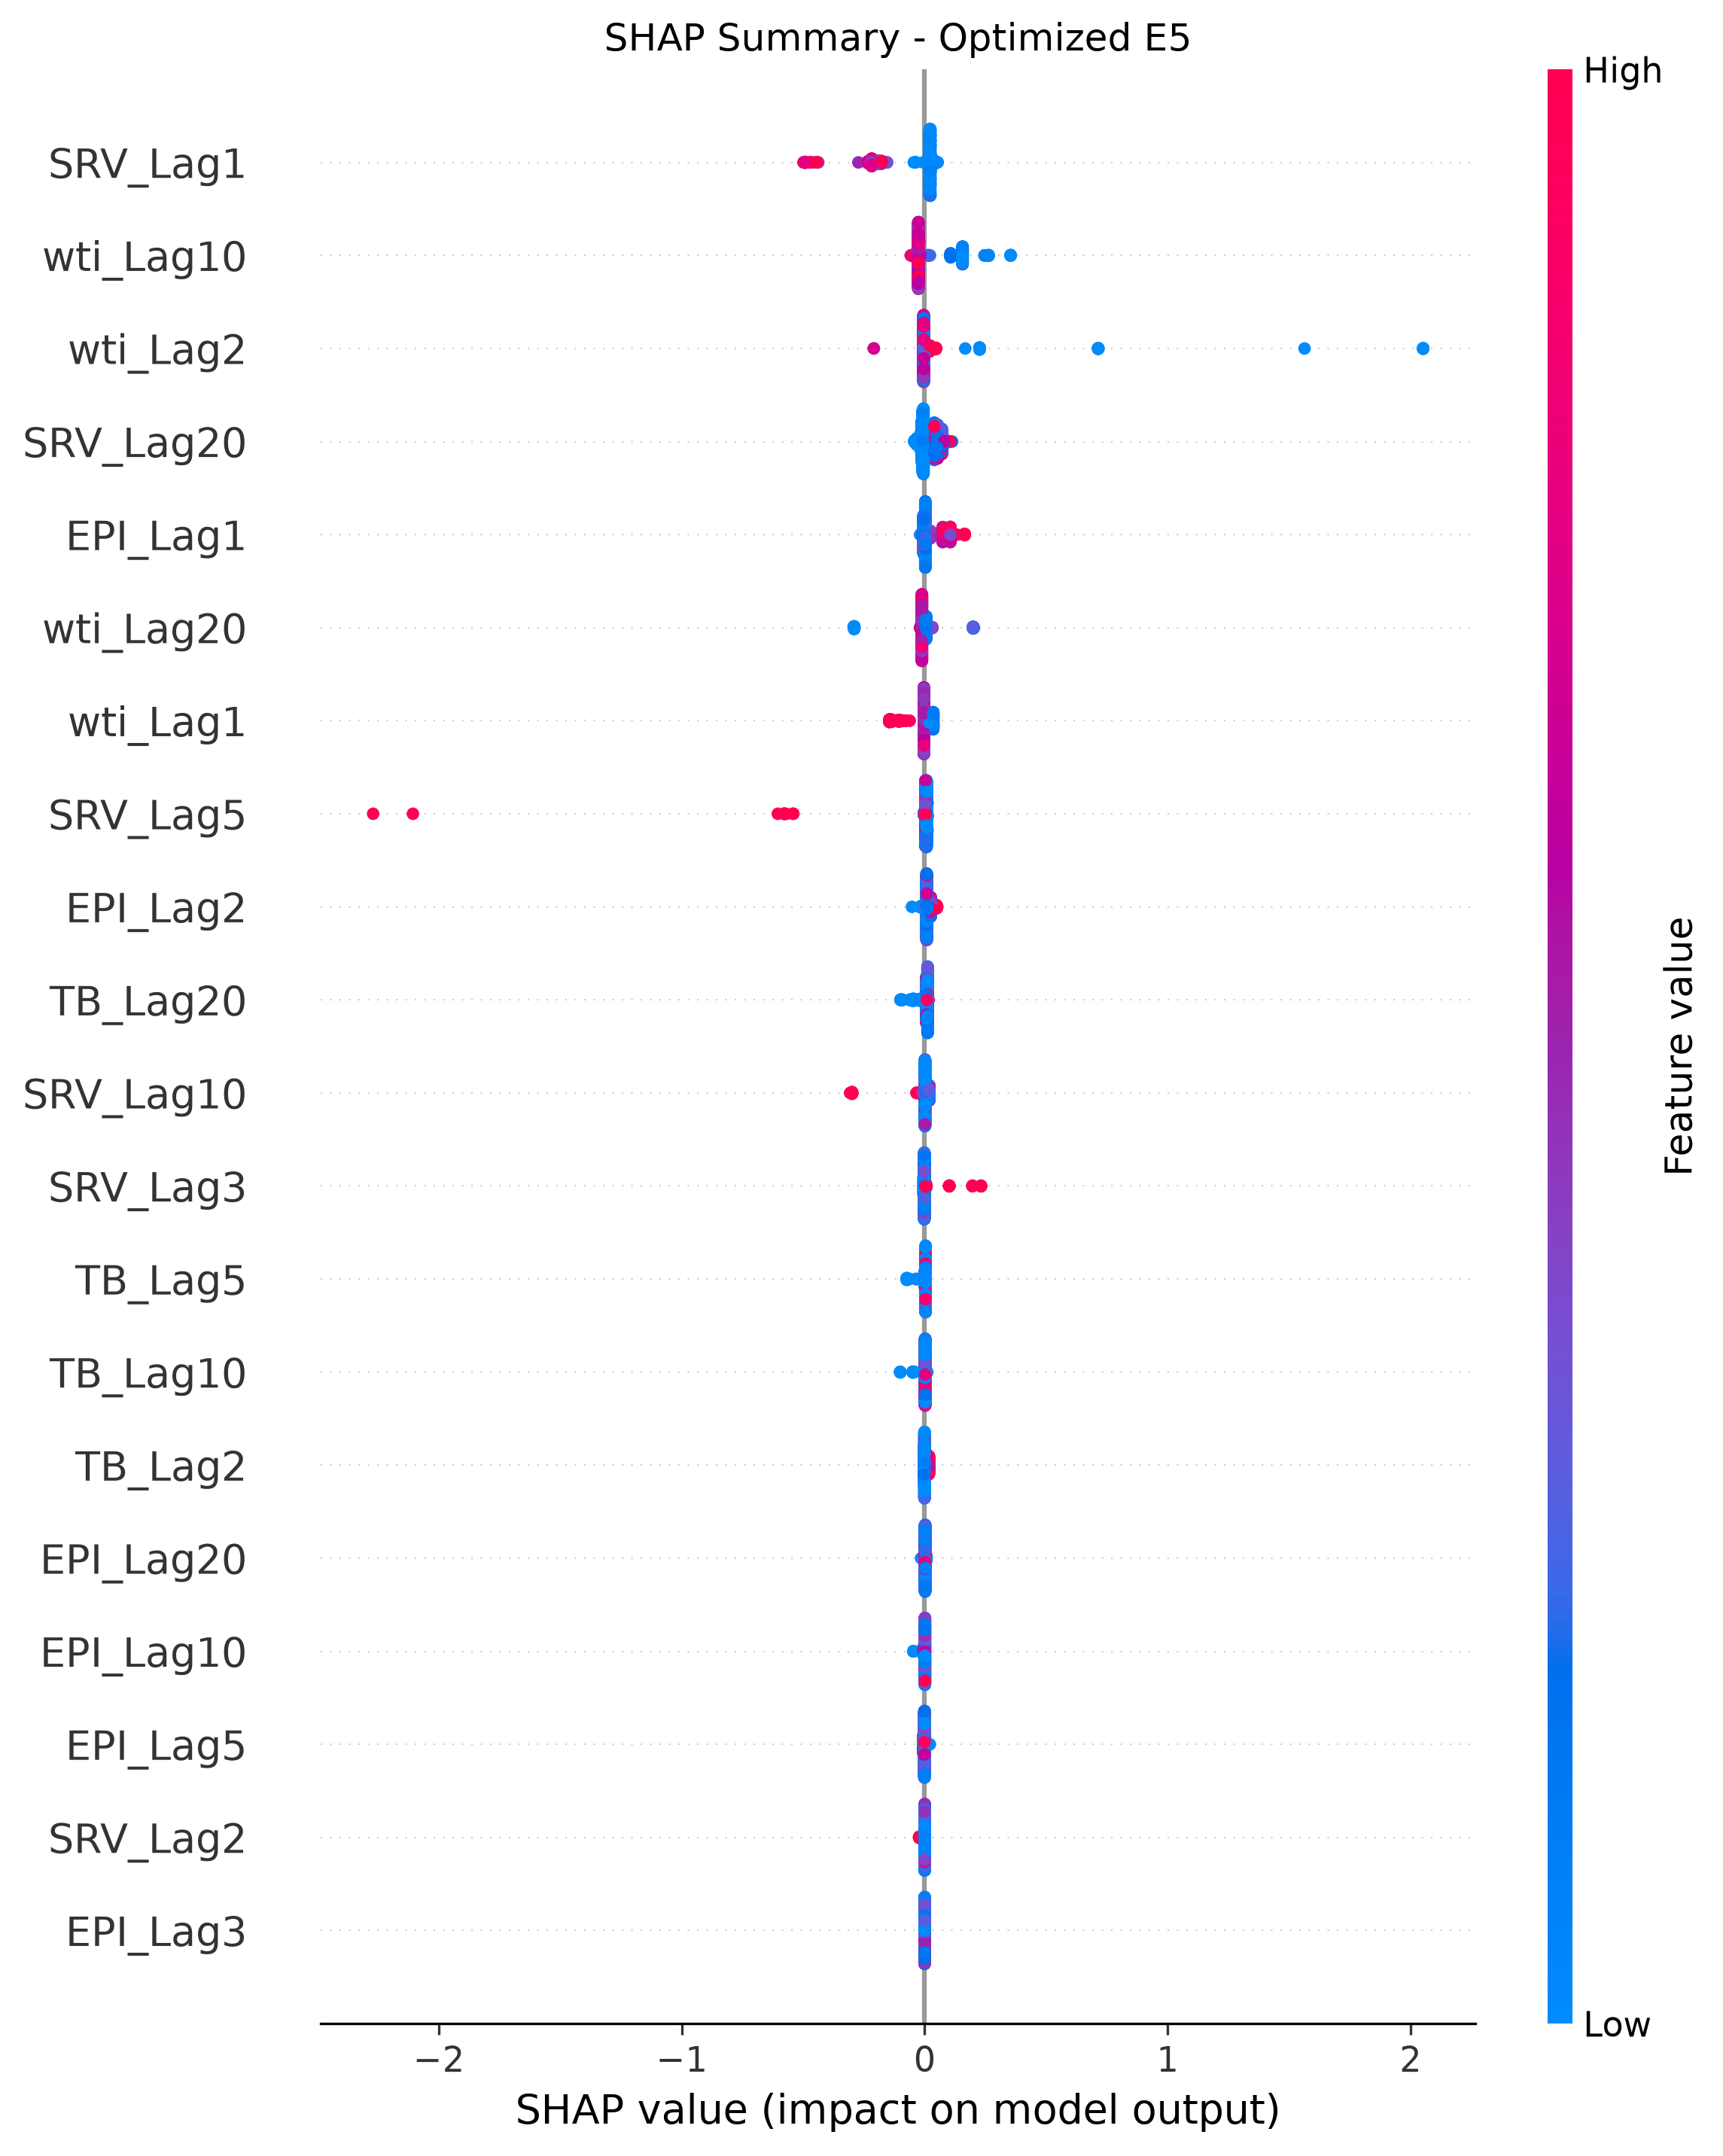 SHAP Summary - Optimized E5
High
SRV_Lag1
wti_Lag10
wti_Lag2
SRV_Lag20
EPI_Lag1
wti_Lag20
wti_Lag1
SRV_Lag5
EPI_Lag2
TB_Lag20
SRV_Lag10
SRV_Lag3
TB_Lag5
TB_Lag10
TB_Lag2
EPI_Lag20
EPI_Lag10
EPI_Lag5
SRV_Lag2
EPI_Lag3
Feature value
Low
−2 −1 0 1 2
SHAP value (impact on model output)